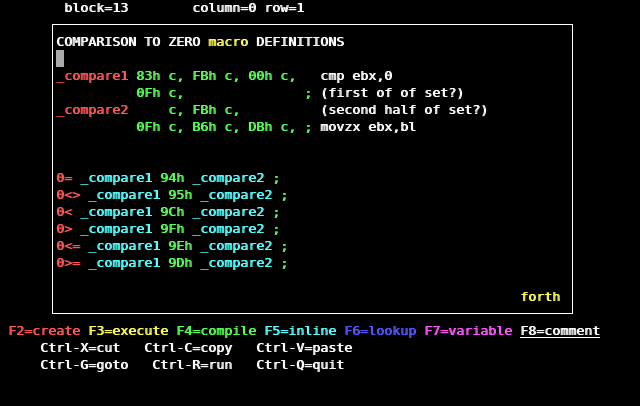 block=13 column=0 row=1
COMPARISON TO ZERO macro DEFINITIONS
_compare1 83h c, FBh c, 00h c, cmp ebx,0
0Fh c, ; (first of of set?)
_compare2 c, FBh c, (second half of set?)
0Fh c, B6h c, DBh c, ; movzx ebx,bl
0= _compare1 94h _compare2 ;
0<> _compare1 95h _compare2 ;
0< _compare1 9Ch _compare2 ;
0> _compare1 9Fh _compare2 ;
0<= _compare1 9Eh _compare2 ;
0>= _compare1 9Dh _compare2 ;
forth
F2=create F3=execute F4=compile F5=inline F6=lookup F7=variable F8=comment
Ctrl-X=cut Ctrl-C=copy Ctrl-V=paste
Ctrl-G=goto Ctrl-R=run Ctrl-Q=quit